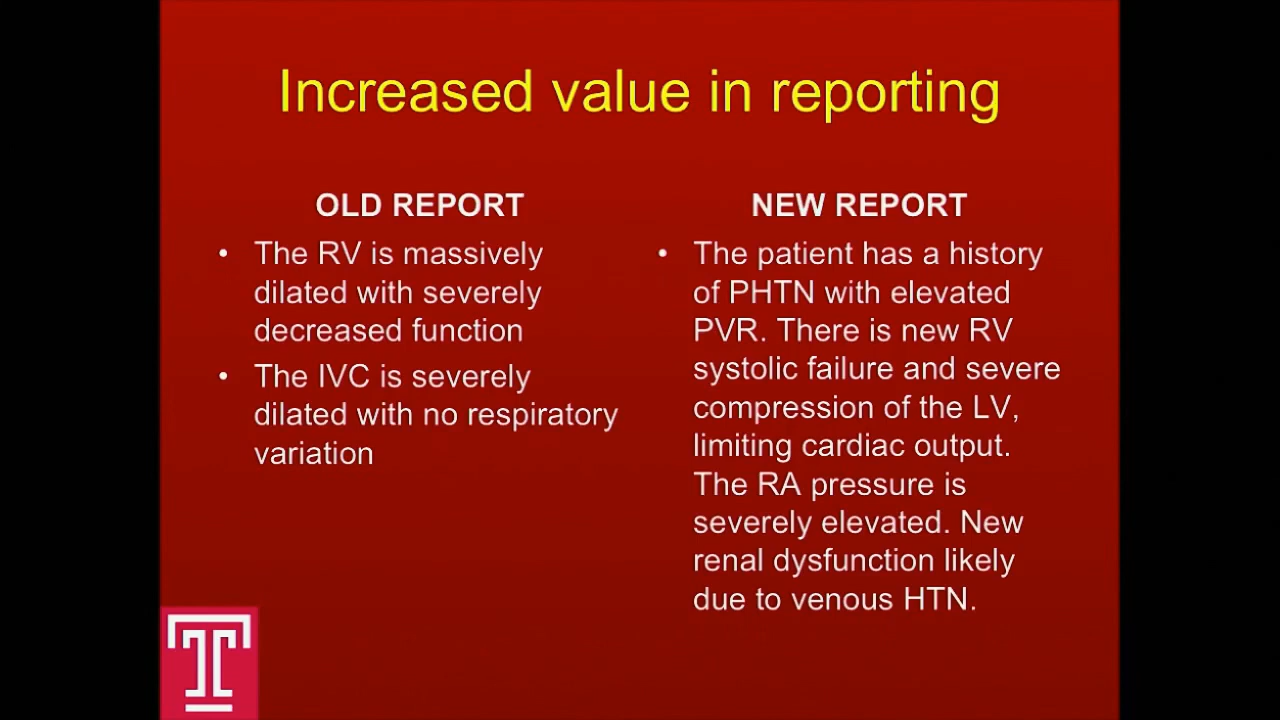 Increased value in reporting
OLD REPORT
• The RV is massively
dilated with severely
decreased function
• The IVC is severely
dilated with no respiratory
variation
NEW REPORT
• The patient has a history
of PHTN with elevated
PVR. There is new RV
systolic failure and severe
compression of the LV,
limiting cardiac output.
The RA pressure is
severely elevated. New
renal dysfunction likely
due to venous HTN.
T